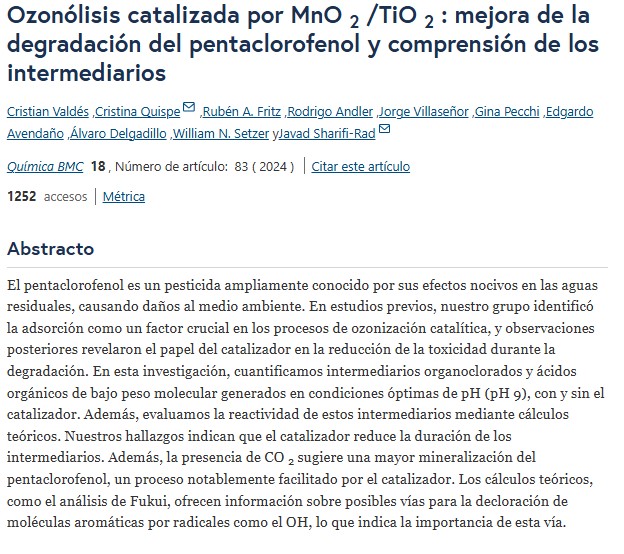 Ozonólisis catalizada por MnO 2 /TiO 2 : mejora de la
degradación del pentaclorofenol y comprensión de los
intermediarios
Cristian Valdés ,Cristina Quispe ,Rubén A. Fritz ,Rodrigo Andler ,Jorge Villaseñor ,Gina Pecchi ,Edgardo
Avendaño ,Álvaro Delgadillo ,William N. Setzer yJavad Sharifi-Rad
Química BMC 18 , Número de artículo: 83 ( 2024 ) | Citar este artículo
1252 accesos | Métrica
Abstracto
El pentaclorofenol es un pesticida ampliamente conocido por sus efectos nocivos en las aguas
residuales, causando daños al medio ambiente. En estudios previos, nuestro grupo identificó
la adsorción como un factor crucial en los procesos de ozonización catalítica, y observaciones
posteriores revelaron el papel del catalizador en la reducción de la toxicidad durante la
degradación. En esta investigación, cuantificamos intermediarios organoclorados y ácidos
orgánicos de bajo peso molecular generados en condiciones óptimas de pH (pH 9), con y sin el
catalizador. Además, evaluamos la reactividad de estos intermediarios mediante cálculos
teóricos. Nuestros hallazgos indican que el catalizador reduce la duración de los
intermediarios. Además, la presencia de CO 2 sugiere una mayor mineralización del
pentaclorofenol, un proceso notablemente facilitado por el catalizador. Los cálculos teóricos,
como el análisis de Fukui, ofrecen información sobre posibles vías para la decloración de
moléculas aromáticas por radicales como el OH, lo que indica la importancia de esta vía.